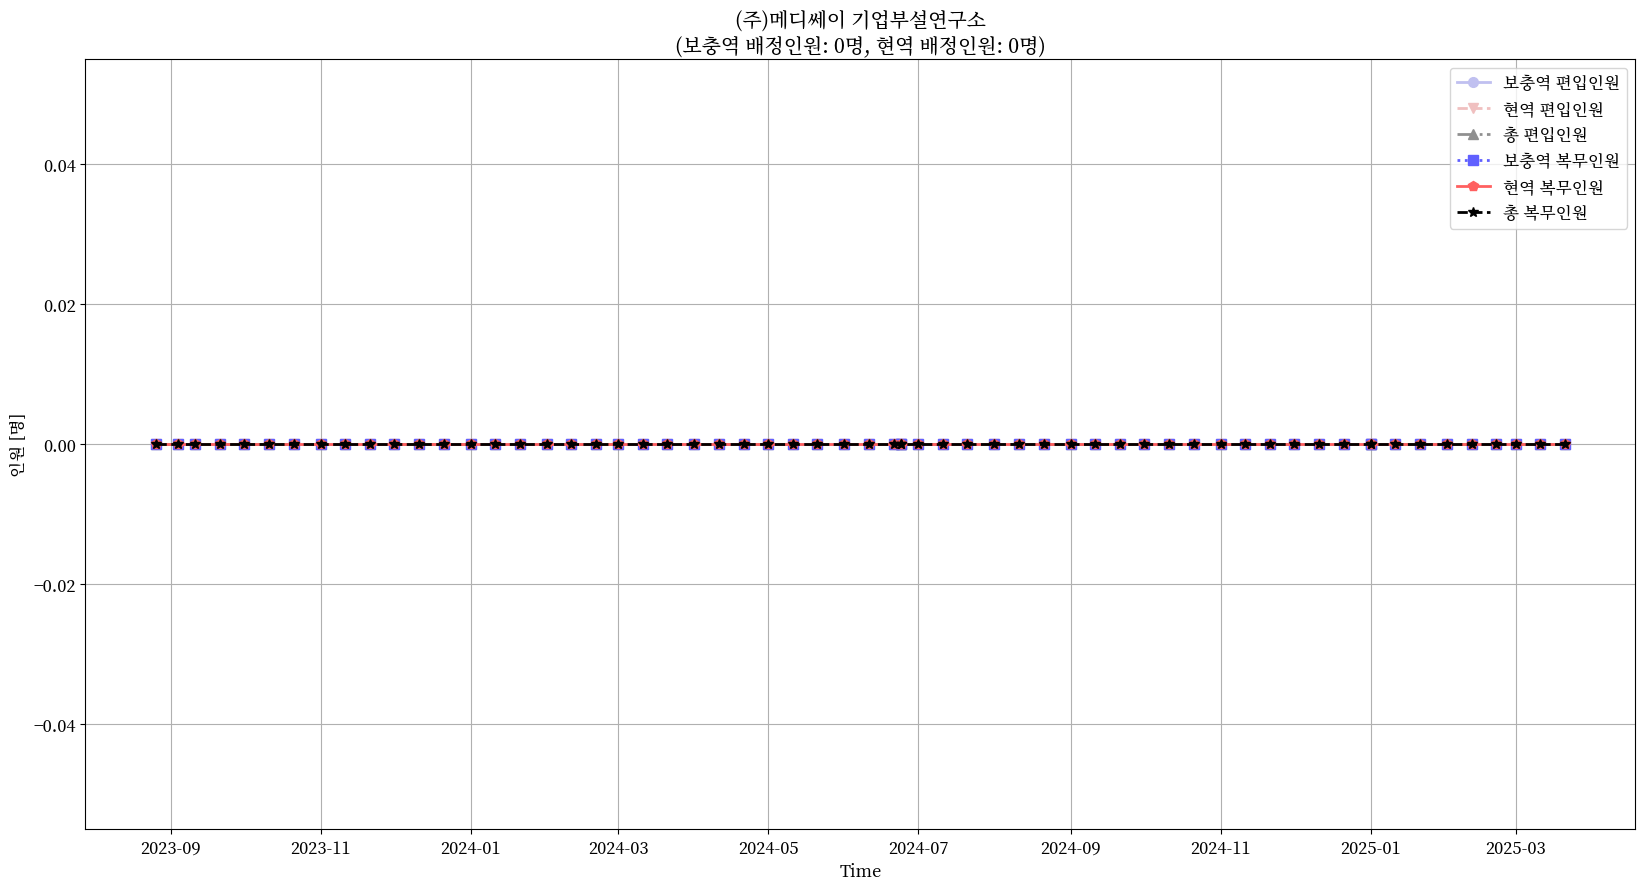 (주)메디쎄이 기업부설연구소
(보충역 배정인원: 0명, 현역 배정인원: 0명)
보충역 편입인원
현역 편입인원
총 편입인원
보충역 복무인원
현역 복무인원
총 복무인원
0.04
0.02
0.00
−0.02
−0.04
인원 [명]
2023-09 2023-11 2024-01 2024-03 2024-05 2024-07 2024-09 2024-11 2025-01 2025-03
Time